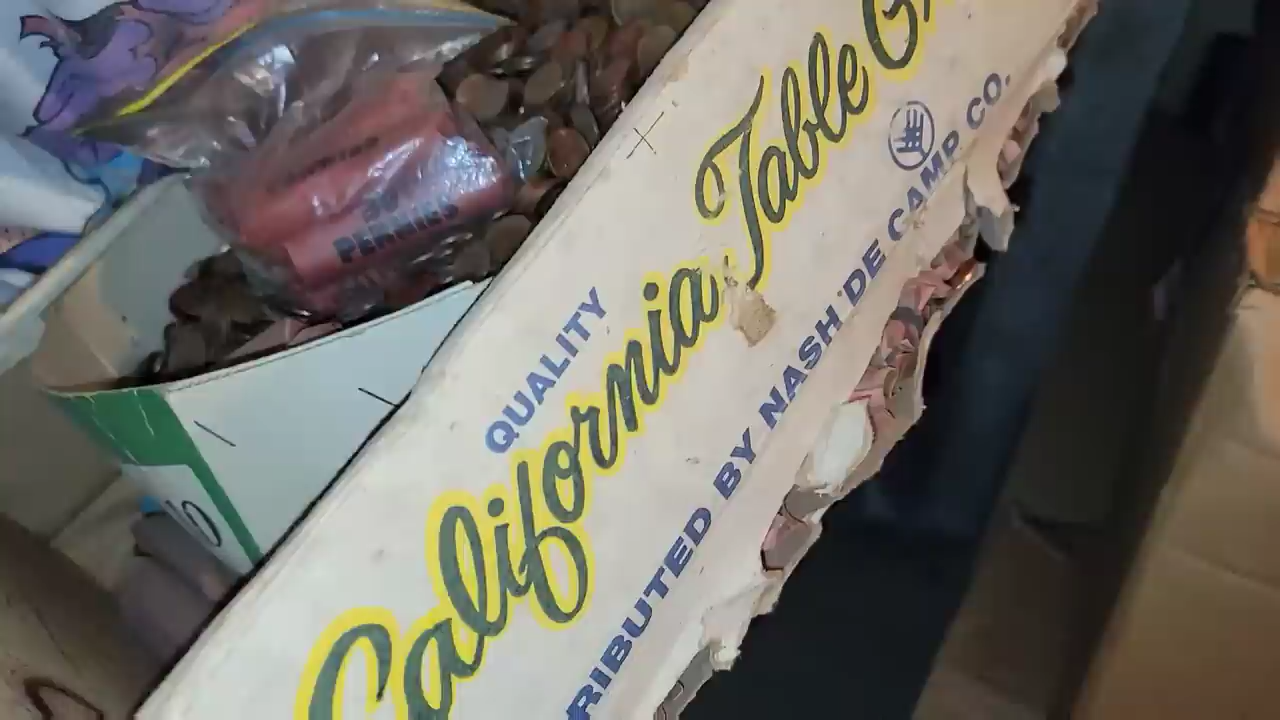 50
PENNIES
QUALITY
California Table
RIBUTED BY NASH DE CAMP CO.